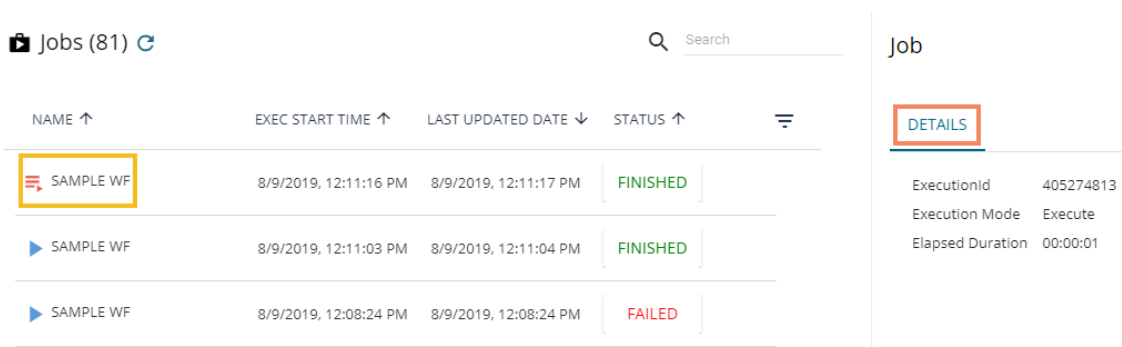 Jobs (81)
Search
NAME EXEC START TIME LAST UPDATED DATE STATUS
SAMPLE WF 8/9/2019, 12:11:16 PM 8/9/2019, 12:11:17 PM FINISHED
SAMPLE WF 8/9/2019, 12:11:03 PM 8/9/2019, 12:11:04 PM FINISHED
SAMPLE WF 8/9/2019, 12:08:24 PM 8/9/2019, 12:08:24 PM FAILED
Job
DETAILS
ExecutionId 405274813
Execution Mode Execute
Elapsed Duration 00:00:01